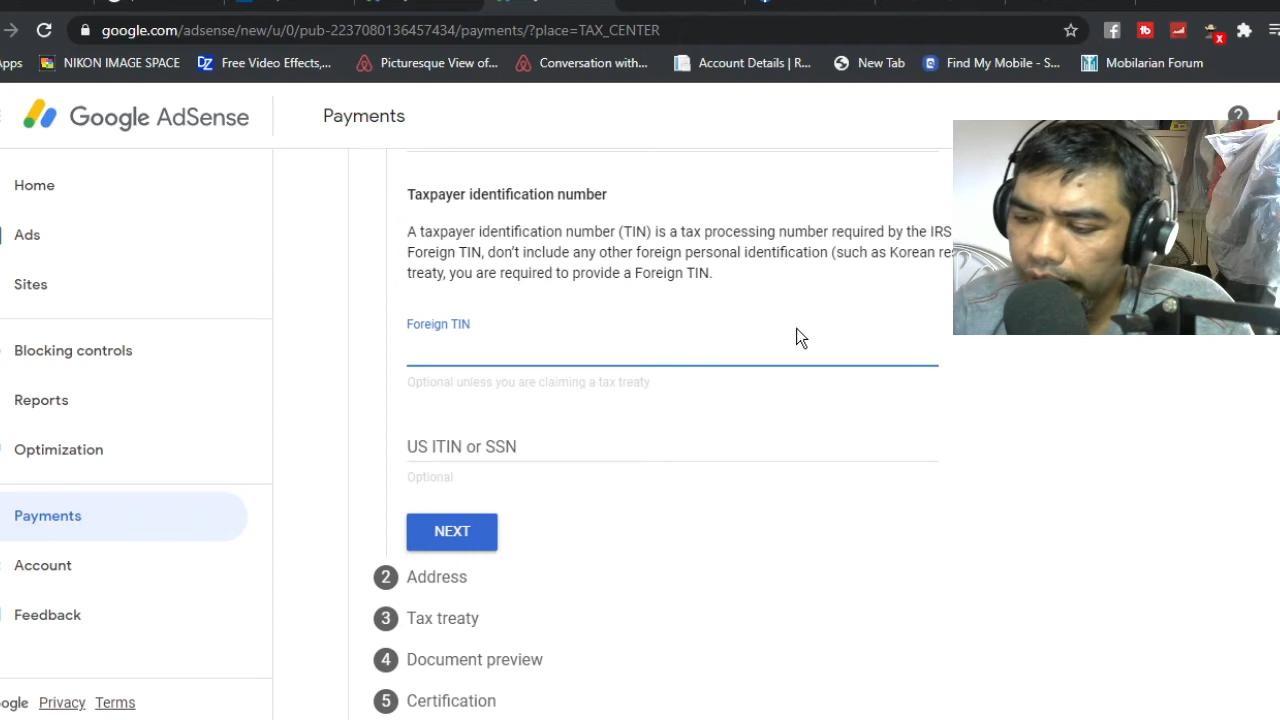 google.com/adsense/new/u/0/pub-2237080136457434/payments/?place=TAX_CENTER
NIKON IMAGE SPACE
Free Video Effects,...
Picturesque View of...
Conversation with...
Account Details | R...
New Tab
Find My Mobile - S...
Mobilarian Forum
Google AdSense
Payments
Home
Ads
Sites
Blocking controls
Reports
Optimization
Payments
Account
Feedback
Privacy Terms
Taxpayer identification number
A taxpayer identification number (TIN) is a tax processing number required by the IRS
Foreign TIN, don't include any other foreign personal identification (such as Korean
treaty, you are required to provide a Foreign TIN.
Foreign TIN
Optional unless you are claiming a tax treaty
US ITIN or SSN
Optional
NEXT
2 Address
3 Tax treaty
4 Document preview
5 Certification